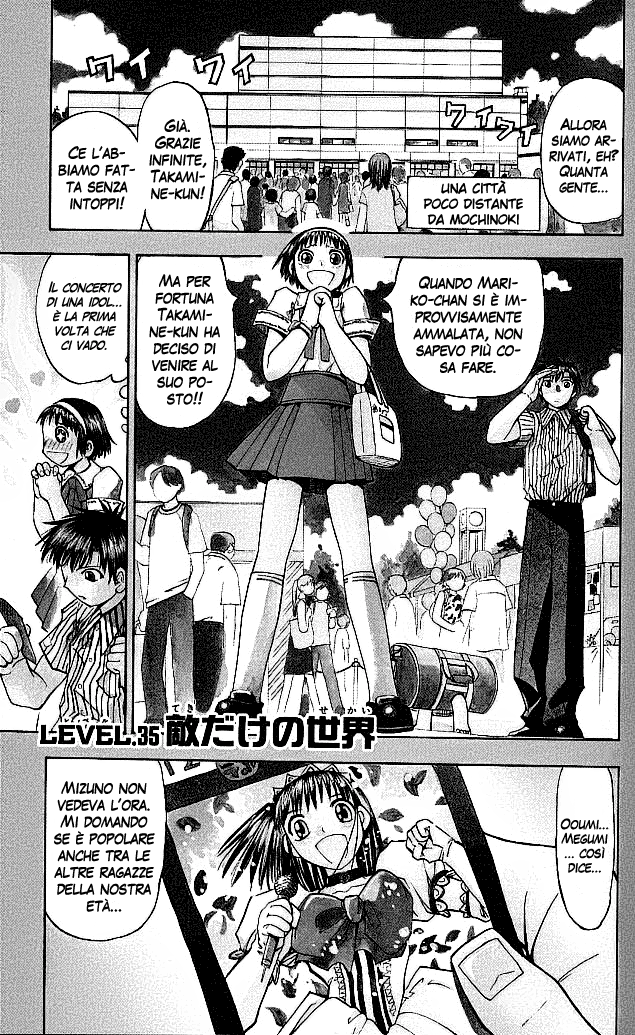 ワイ
ワイ
ワイ
ワイ
ALLORA
SIAMO AR-
RIVATI, EH?
QUANTA
GENTE...
UNA CITTÀ
POCO DISTANTE
DA MOCHINOKI
GIÀ.
GRAZIE
INFINITE,
TAKAMI-
NE-KUN!
CE L'AB-
BIAMO FAT-
TA SENZA
INTOPPI!
QUANDO MARI-
KO-CHAN SI È IM-
PROVVISAMENTE
AMMALATA, NON
SAPEVO PIÙ CO-
SA FARE.
MA PER
FORTUNA
TAKAMI-
NE-KUN HA
DECISO DI
VENIRE AL
SUO PO-
STO!!
IL CONCERTO
DI UNA IDOL...
È LA PRIMA
VOLTA CHE
CI VADO.
てき せかい
LEVEL.35 敵だけの世界
OOUMI...
MEGUMI
... COSÌ
DICE...
MIZUNO NON
VEDEVA L'ORA.
MI DOMANDO
SE È POPOLARE
ANCHE TRA LE
ALTRE RAGAZZE
DELLA NOSTRA
ETÀ...